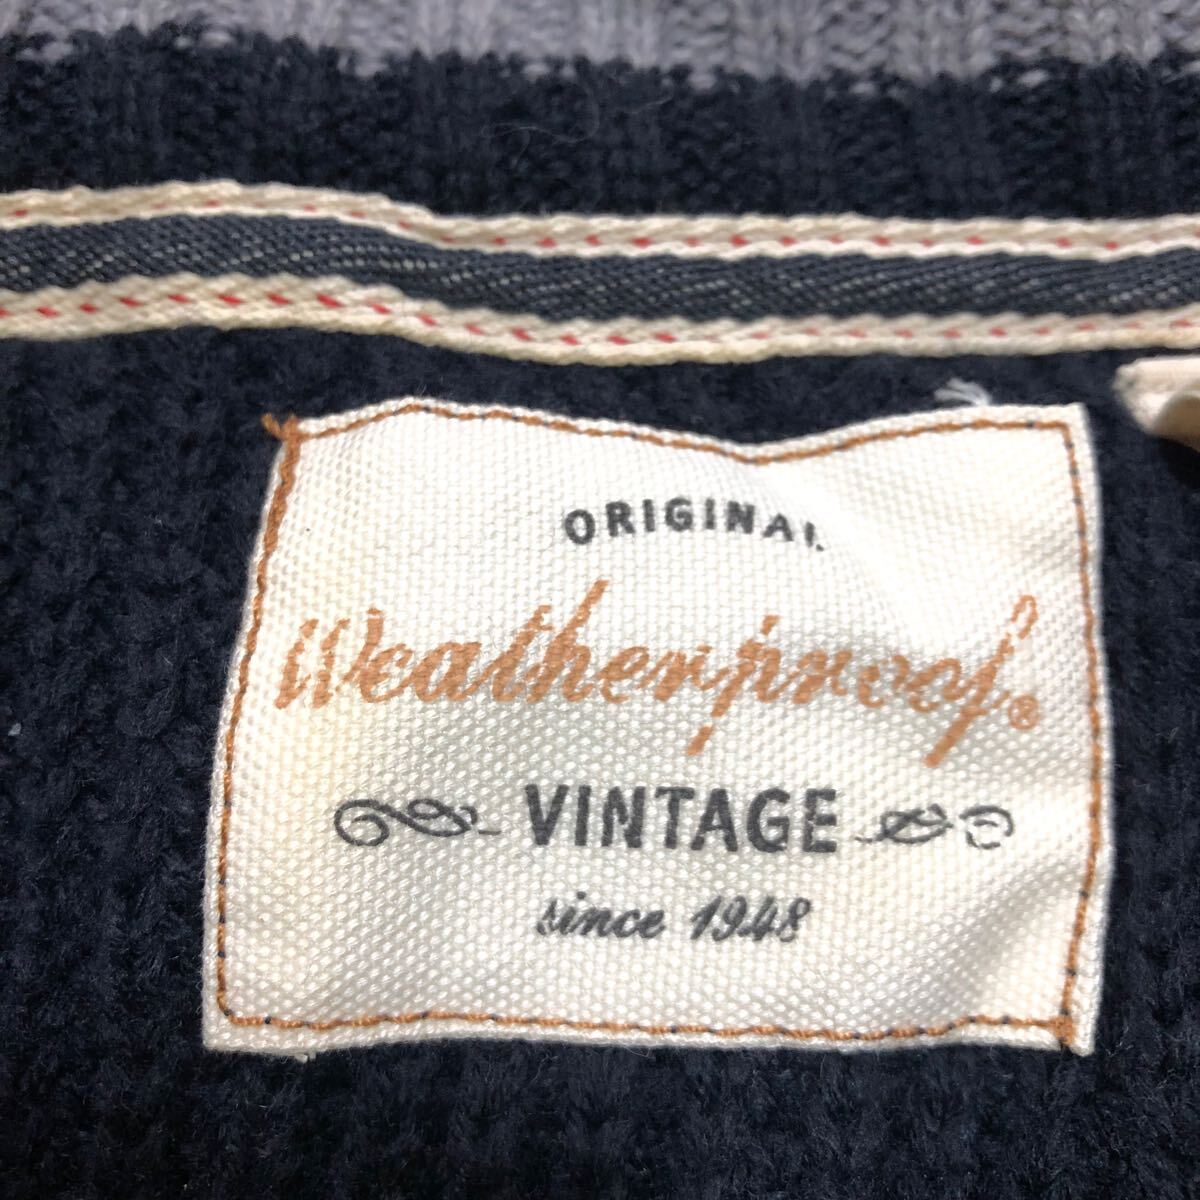 ORIGINAL
Weatherproof®
VINTAGE
since 1948